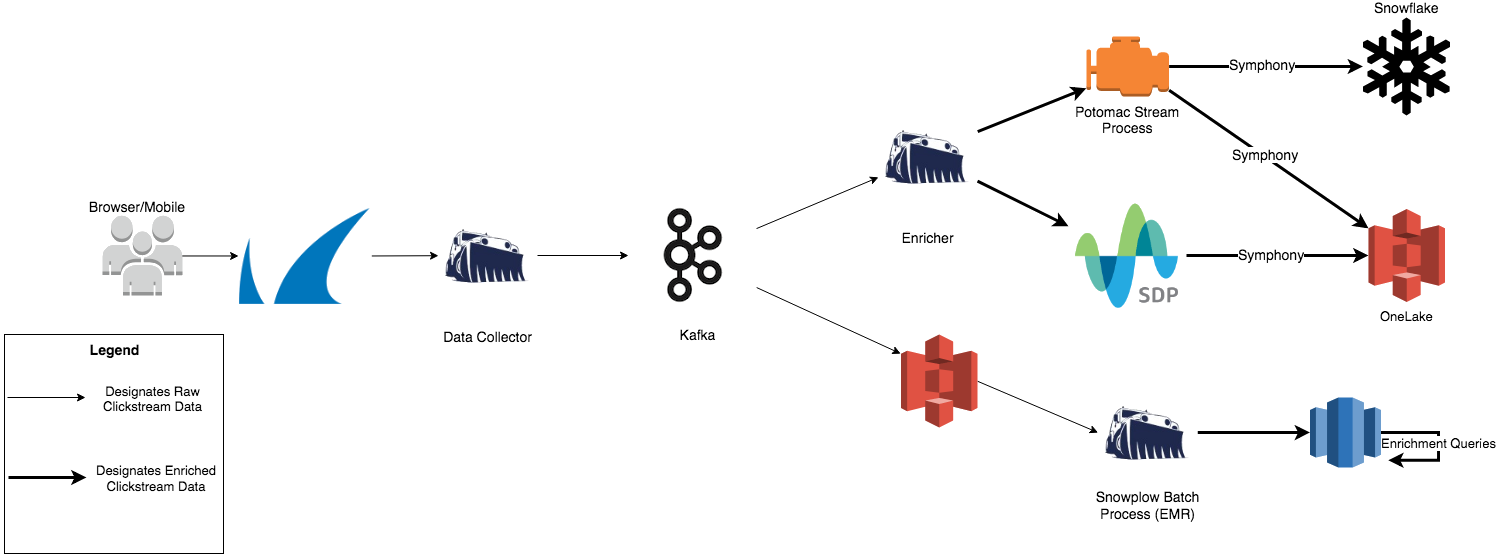 Snowflake
Symphony
Potomac Stream
Process
Symphony
Browser/Mobile
Enricher
Symphony
SDP
OneLake
Data Collector
Kafka
Legend
Designates Raw
Clickstream Data
Designates Enriched
Clickstream Data
Enrichment Queries
Snowplow Batch
Process (EMR)